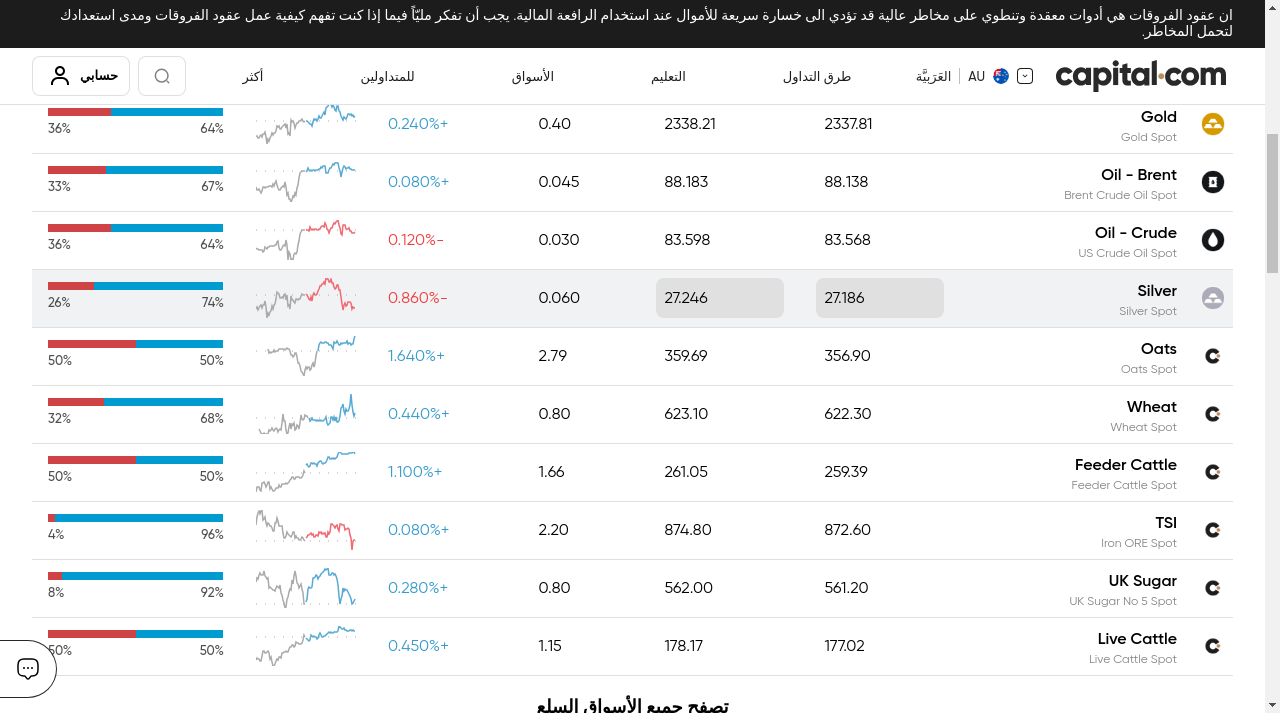 ان عقود الفروقات هي أدوات معقدة وتنطوي على مخاطر عالية قد تؤدي الى خسارة سريعة للأموال عند استخدام الرافعة المالية. يجب أن تفكر مليّاً فيما إذا كنت تفهم كيفية عمل عقود الفروقات ومدى استعدادك
لتحمل المخاطر.
capital.com AU العَرَبِيَّة طرق التداول التعليم الأسواق للمتداولين أكثر حسابي
Gold 2337.81 2338.21 0.40 0.240%+ 64% 36%
Gold Spot
Oil - Brent 88.138 88.183 0.045 0.080%+ 67% 33%
Brent Crude Oil Spot
Oil - Crude 83.568 83.598 0.030 0.120%- 64% 36%
US Crude Oil Spot
Silver 27.186 27.246 0.060 0.860%- 74% 26%
Silver Spot
Oats 356.90 359.69 2.79 1.640%+ 50% 50%
Oats Spot
Wheat 622.30 623.10 0.80 0.440%+ 68% 32%
Wheat Spot
Feeder Cattle 259.39 261.05 1.66 1.100%+ 50% 50%
Feeder Cattle Spot
TSI 872.60 874.80 2.20 0.080%+ 96% 4%
Iron ORE Spot
UK Sugar 561.20 562.00 0.80 0.280%+ 92% 8%
UK Sugar No 5 Spot
Live Cattle 177.02 178.17 1.15 0.450%+ 50% 50%
Live Cattle Spot
تصفح جميع الأسواق السلع